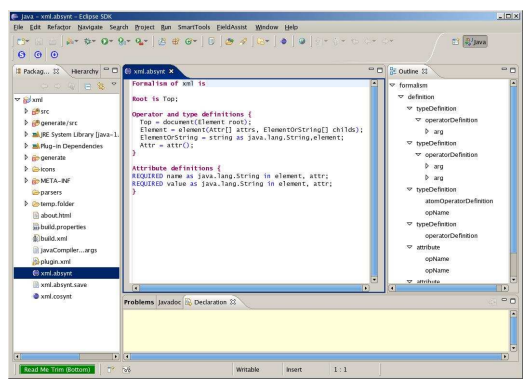 Java - xml.absynt - Eclipse SDK
File Edit Refactor Navigate Search Project Run SmartTools FieldAssist Window Help
Java
Packag... Hierarchy
xml.absynt
Outline
xml
src
generate/src
JRE System Library [java-1.
Plug-in Dependencies
generate
icons
META-INF
parsers
temp.folder
about.html
build.properties
build.xml
javaCompiler...args
plugin.xml
xml.absynt
xml.absynt.save
xml.cosynt
Formalism of xml is
Root is Top;
Operator and type definitions {
Top = document(Element root);
Element = element(Attr[] attrs, ElementOrString[] childs);
ElementOrString = string as java.lang.String,element;
Attr = attr();
}
Attribute definitions {
REQUIRED name as java.lang.String in element, attr;
REQUIRED value as java.lang.String in element, attr;
}
formalism
definition
typeDefinition
operatorDefinition
arg
typeDefinition
operatorDefinition
arg
arg
typeDefinition
atomOperatorDefinition
opName
typeDefinition
operatorDefinition
attribute
opName
opName
attribute
Problems Javadoc Declaration
Read Me Trim (Bottom)
Writable Insert 1 : 1